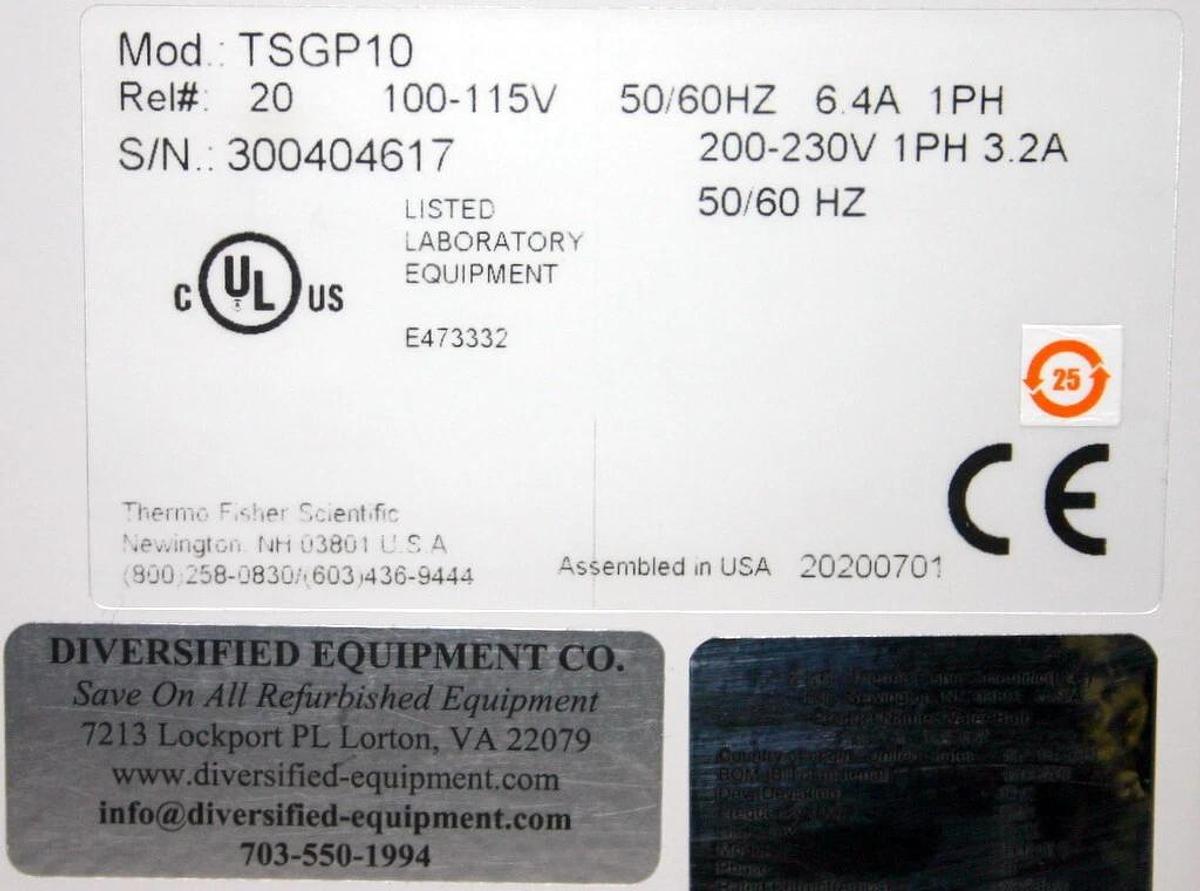 Mod.: TSGP10
Rel#: 20 100-115V 50/60HZ 6.4A 1PH
S/N.: 300404617 200-230V 1PH 3.2A
50/60 HZ
LISTED
LABORATORY
EQUIPMENT
E473332
C UL US
25
CE
Thermo Fisher Scientific
Newington, NH 03801 U.S.A
(800)258-0830/(603)436-9444
Assembled in USA 20200701
DIVERSIFIED EQUIPMENT CO.
Save On All Refurbished Equipment
7213 Lockport PL Lorton, VA 22079
www.diversified-equipment.com
info@diversified-equipment.com
703-550-1994